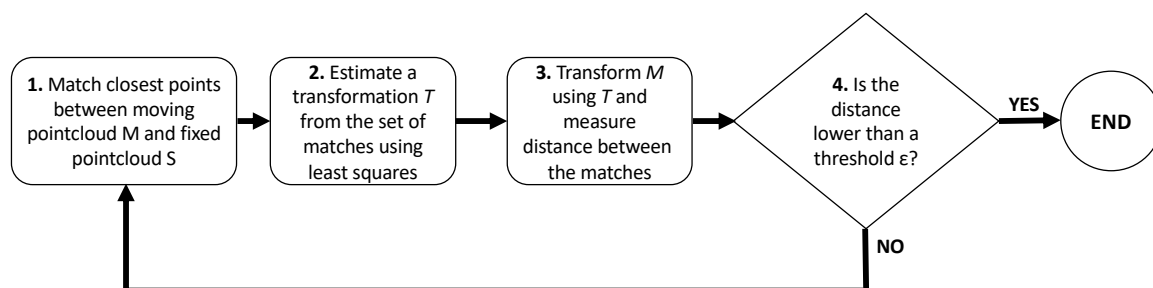 1. Match closest points
between moving
pointcloud M and fixed
pointcloud S
2. Estimate a
transformation T
from the set of
matches using
least squares
3. Transform M
using T and
measure
distance between
the matches
4. Is the
distance
lower than a
threshold ε?
YES
END
NO